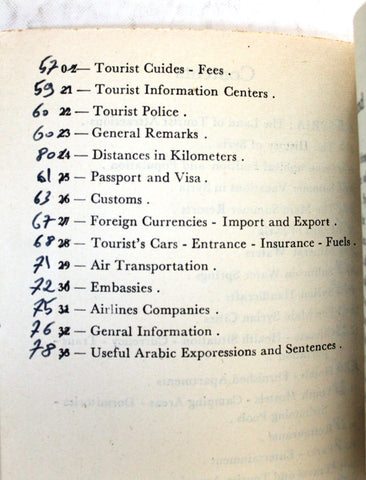 57 02 — Tourist Guides - Fees .
59 21 — Tourist Information Centers .
60 22 — Tourist Police .
60 23 — General Remarks .
80 24 — Distances in Kilometers .
61 25 — Passport and Visa .
63 26 — Customs .
67 27 — Foreign Currencies - Import and Export .
68 28 — Tourist's Cars - Entrance - Insurance - Fuels .
71 29 — Air Transportation .
72 30 — Embassies .
75 31 — Airlines Companies .
76 32 — Genral Information .
78 33 — Useful Arabic Exporessions and Sentences .